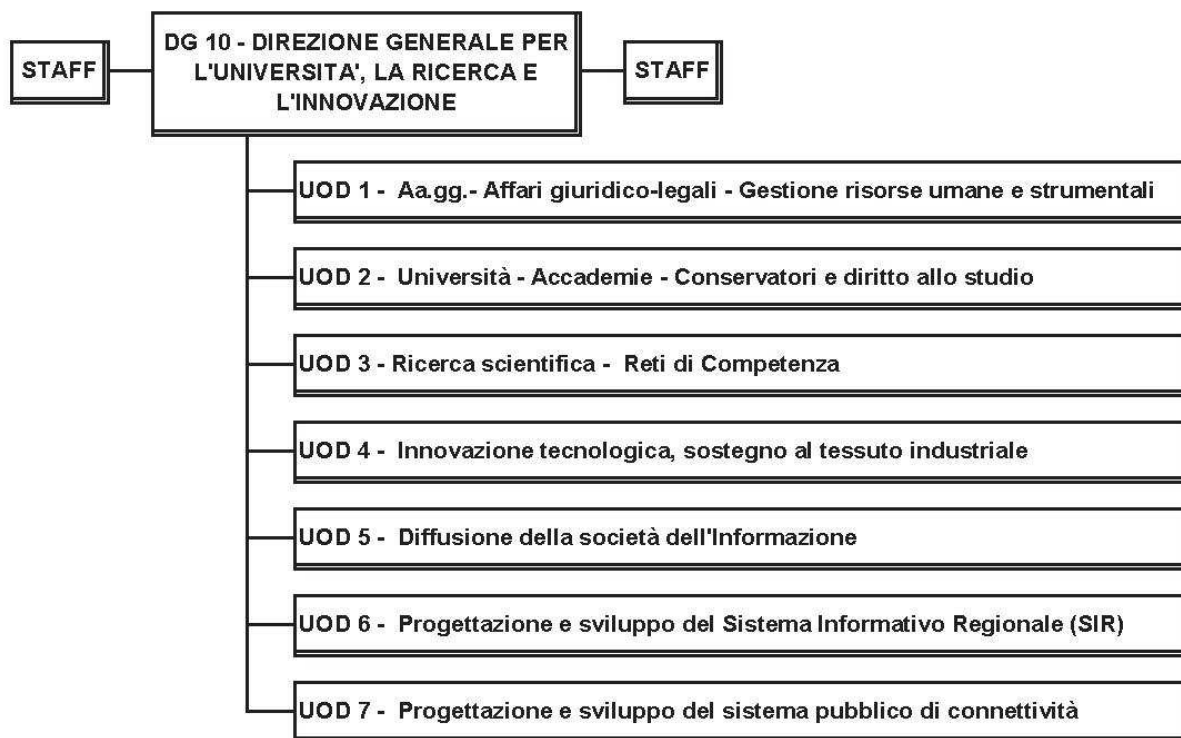 STAFF
DG 10 - DIREZIONE GENERALE PER
L'UNIVERSITA', LA RICERCA E
L'INNOVAZIONE
STAFF
UOD 1 - Aa.gg.- Affari giuridico-legali - Gestione risorse umane e strumentali
UOD 2 - Università - Accademie - Conservatori e diritto allo studio
UOD 3 - Ricerca scientifica - Reti di Competenza
UOD 4 - Innovazione tecnologica, sostegno al tessuto industriale
UOD 5 - Diffusione della società dell'Informazione
UOD 6 - Progettazione e sviluppo del Sistema Informativo Regionale (SIR)
UOD 7 - Progettazione e sviluppo del sistema pubblico di connettività